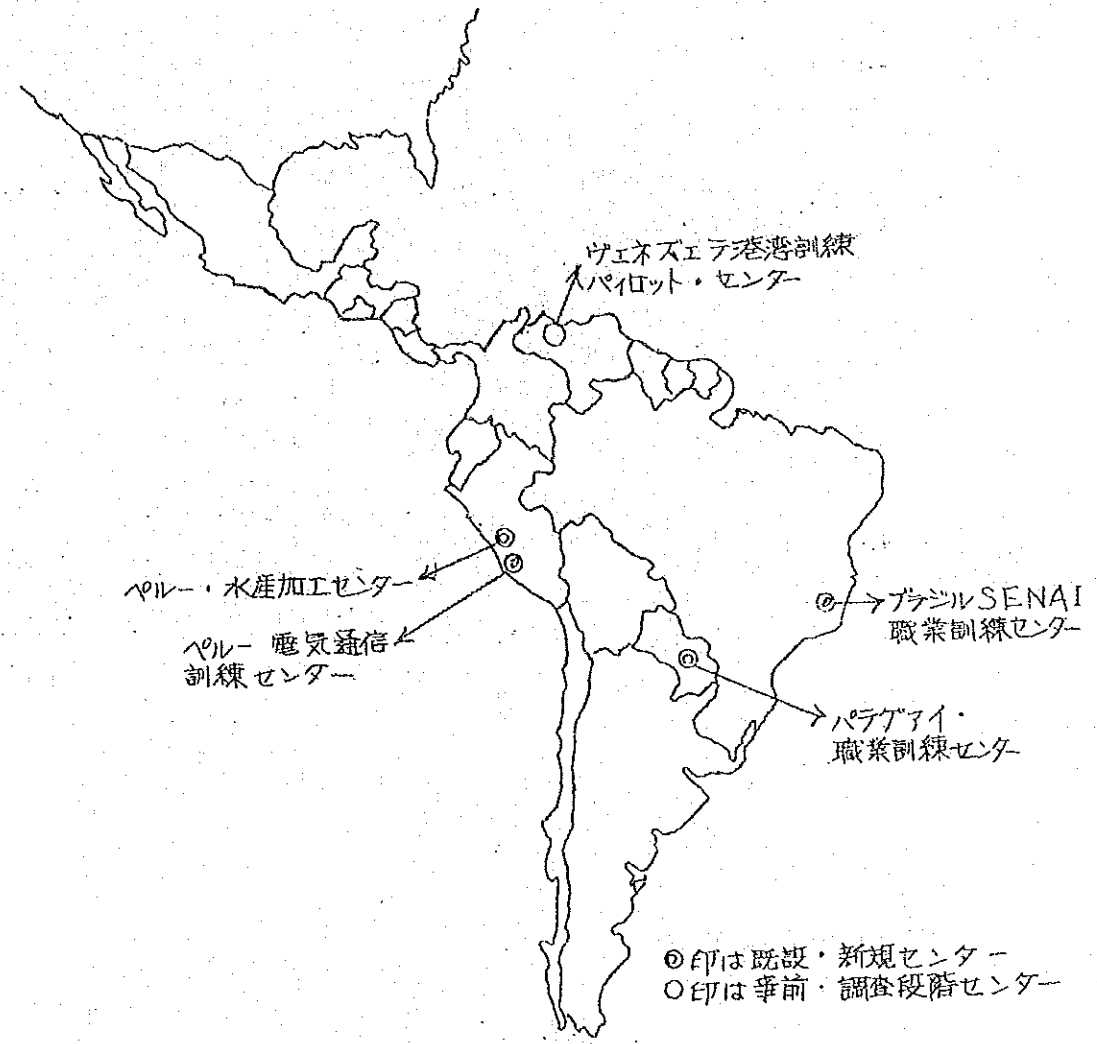 ヴェネズェラ港湾訓練
パイロット・センター
ペルー・水産加工センター
ペルー 電気通信
訓練センター
ブラジルSENAI
職業訓練センター
パラグァイ・
職業訓練センター
◎印は既設・新規センター
○印は事前・調査段階センター